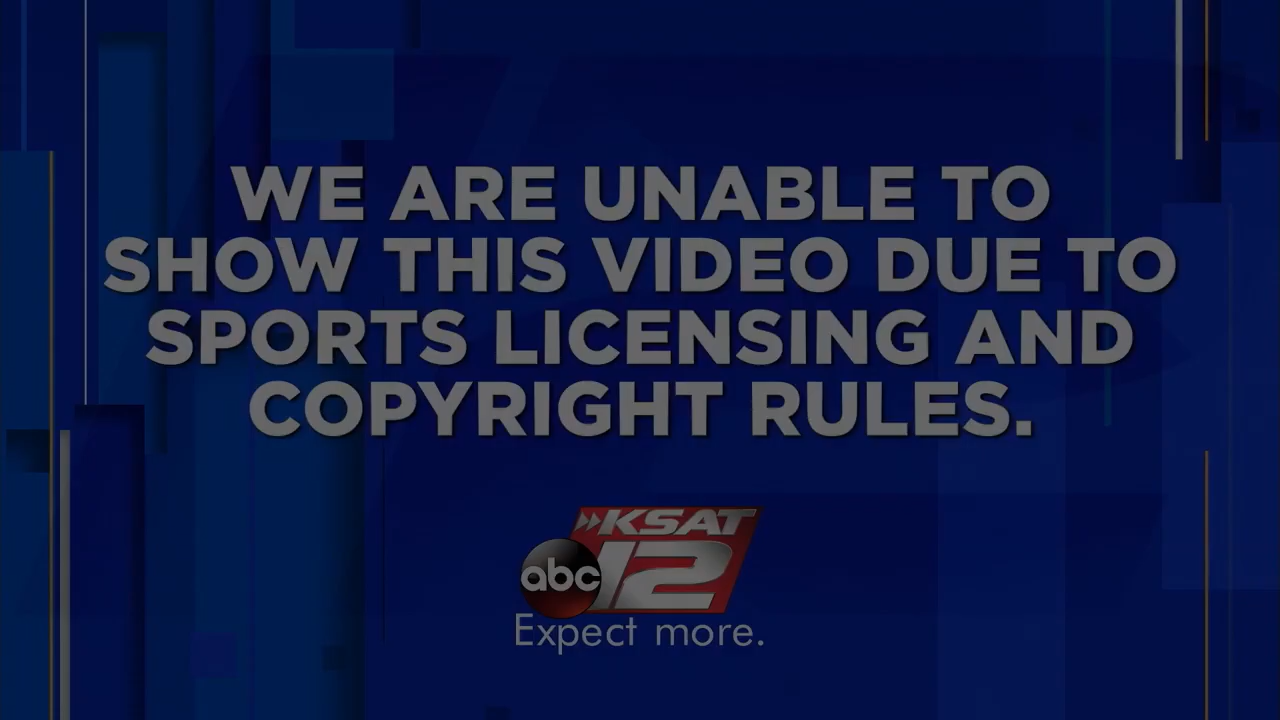 WE ARE UNABLE TO
SHOW THIS VIDEO DUE TO
SPORTS LICENSING AND
COPYRIGHT RULES.
KSAT
abc 12
Expect more.